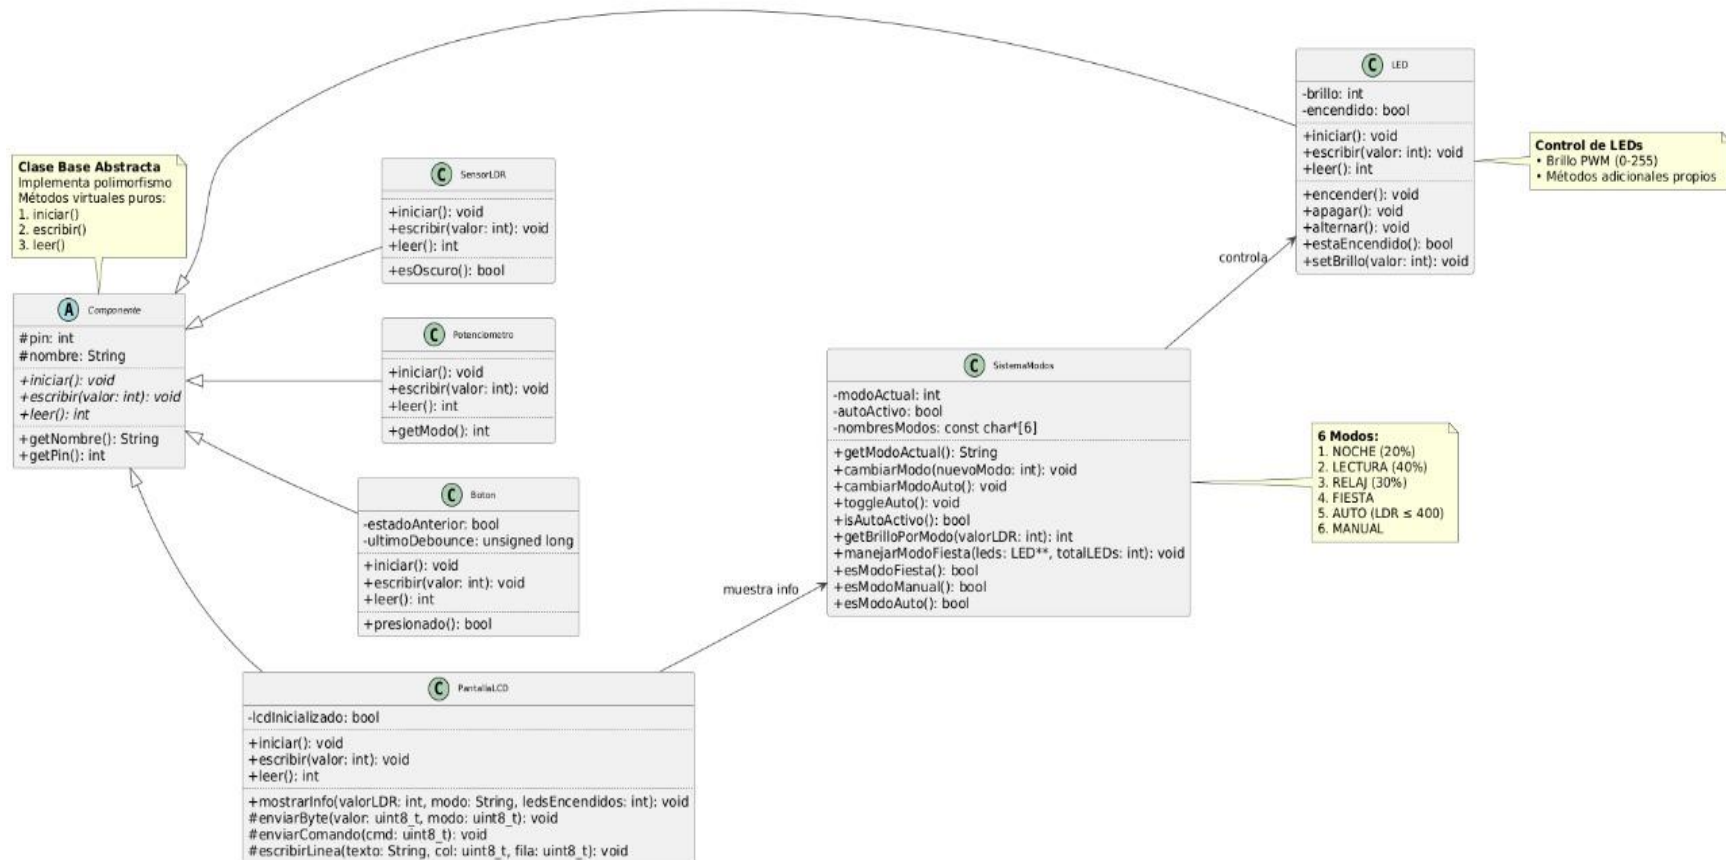 Clase Base Abstracta
Implementa polimorfismo
Métodos virtuales puros:
1. iniciar()
2. escribir()
3. leer()
A Componente
#pin: int
#nombre: String
+iniciar(): void
+escribir(valor: int): void
+leer(): int
+getNombre(): String
+getPin(): int
C SensorLDR
+iniciar(): void
+escribir(valor: int): void
+leer(): int
+esOscuro(): bool
C Potenciometro
+iniciar(): void
+escribir(valor: int): void
+leer(): int
+getModo(): int
C Boton
-estadoAnterior: bool
-ultimoDebounce: unsigned long
+iniciar(): void
+escribir(valor: int): void
+leer(): int
+presionado(): bool
C PantallaLCD
-lcdInicializado: bool
+iniciar(): void
+escribir(valor: int): void
+leer(): int
+mostrarInfo(valorLDR: int, modo: String, ledsEncendidos: int): void
#enviarByte(valor: uint8_t, modo: uint8_t): void
#enviarComando(cmd: uint8_t): void
#escribirLinea(texto: String, col: uint8_t, fila: uint8_t): void
muestra info
C SistemaModos
-modoActual: int
-autoActivo: bool
-nombresModos: const char*[6]
+getModoActual(): String
+cambiarModo(nuevoModo: int): void
+cambiarModoAuto(): void
+toggleAuto(): void
+isAutoActivo(): bool
+getBrilloPorModo(valorLDR: int): int
+manejarModoFiesta(leds: LED**, totalLEDs: int): void
+esModoFiesta(): bool
+esModoManual(): bool
+esModoAuto(): bool
controla
C LED
-brillo: int
-encendido: bool
+iniciar(): void
+escribir(valor: int): void
+leer(): int
+encender(): void
+apagar(): void
+alternar(): void
+estaEncendido(): bool
+setBrillo(valor: int): void
Control de LEDs
• Brillo PWM (0-255)
• Métodos adicionales propios
6 Modos:
1. NOCHE (20%)
2. LECTURA (40%)
3. RELAJ (30%)
4. FIESTA
5. AUTO (LDR ≤ 400)
6. MANUAL